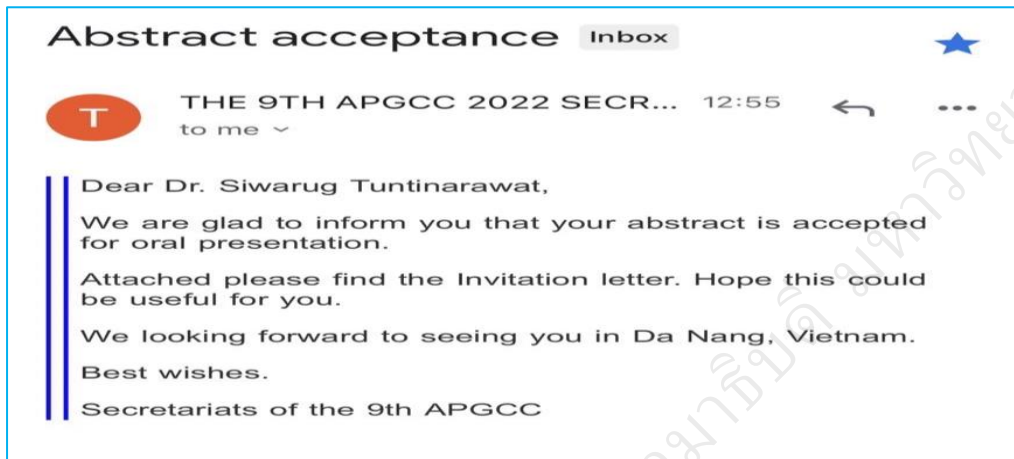 Abstract acceptance Inbox
T
THE 9TH APGCC 2022 SECR... 12:55
to me
Dear Dr. Siwarug Tuntinarawat,
We are glad to inform you that your abstract is accepted
for oral presentation.
Attached please find the Invitation letter. Hope this could
be useful for you.
We looking forward to seeing you in Da Nang, Vietnam.
Best wishes.
Secretariats of the 9th APGCC